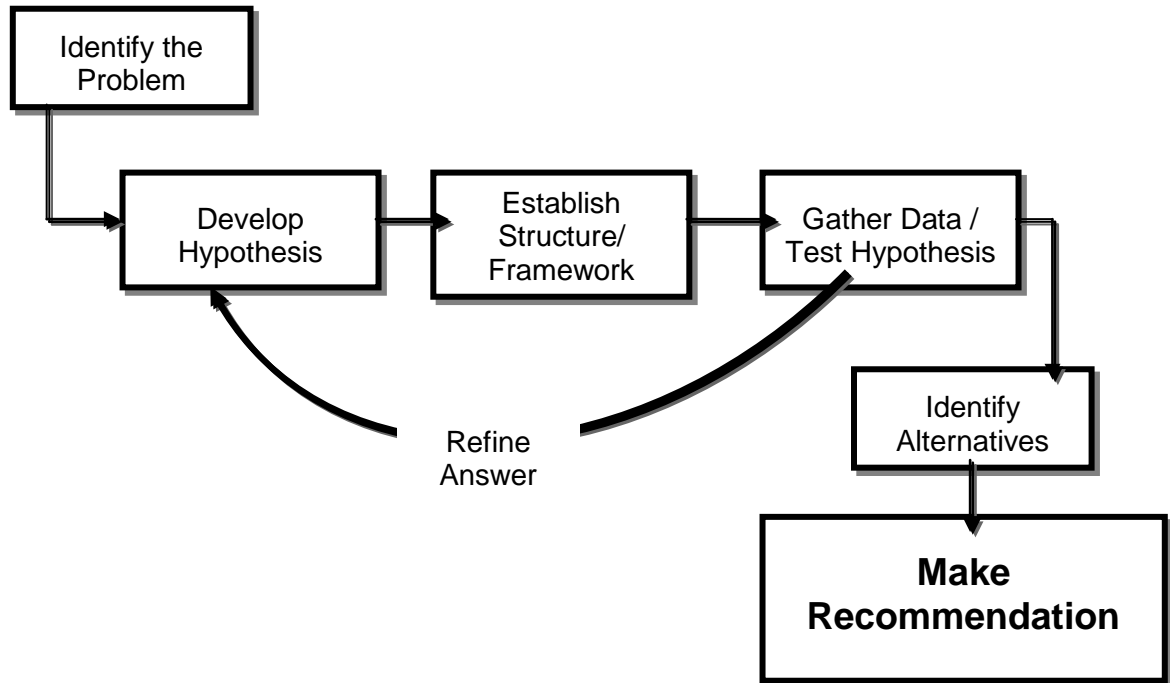 Identify the
Problem
Develop
Hypothesis
Establish
Structure/
Framework
Gather Data /
Test Hypothesis
Refine
Answer
Identify
Alternatives
Make
Recommendation